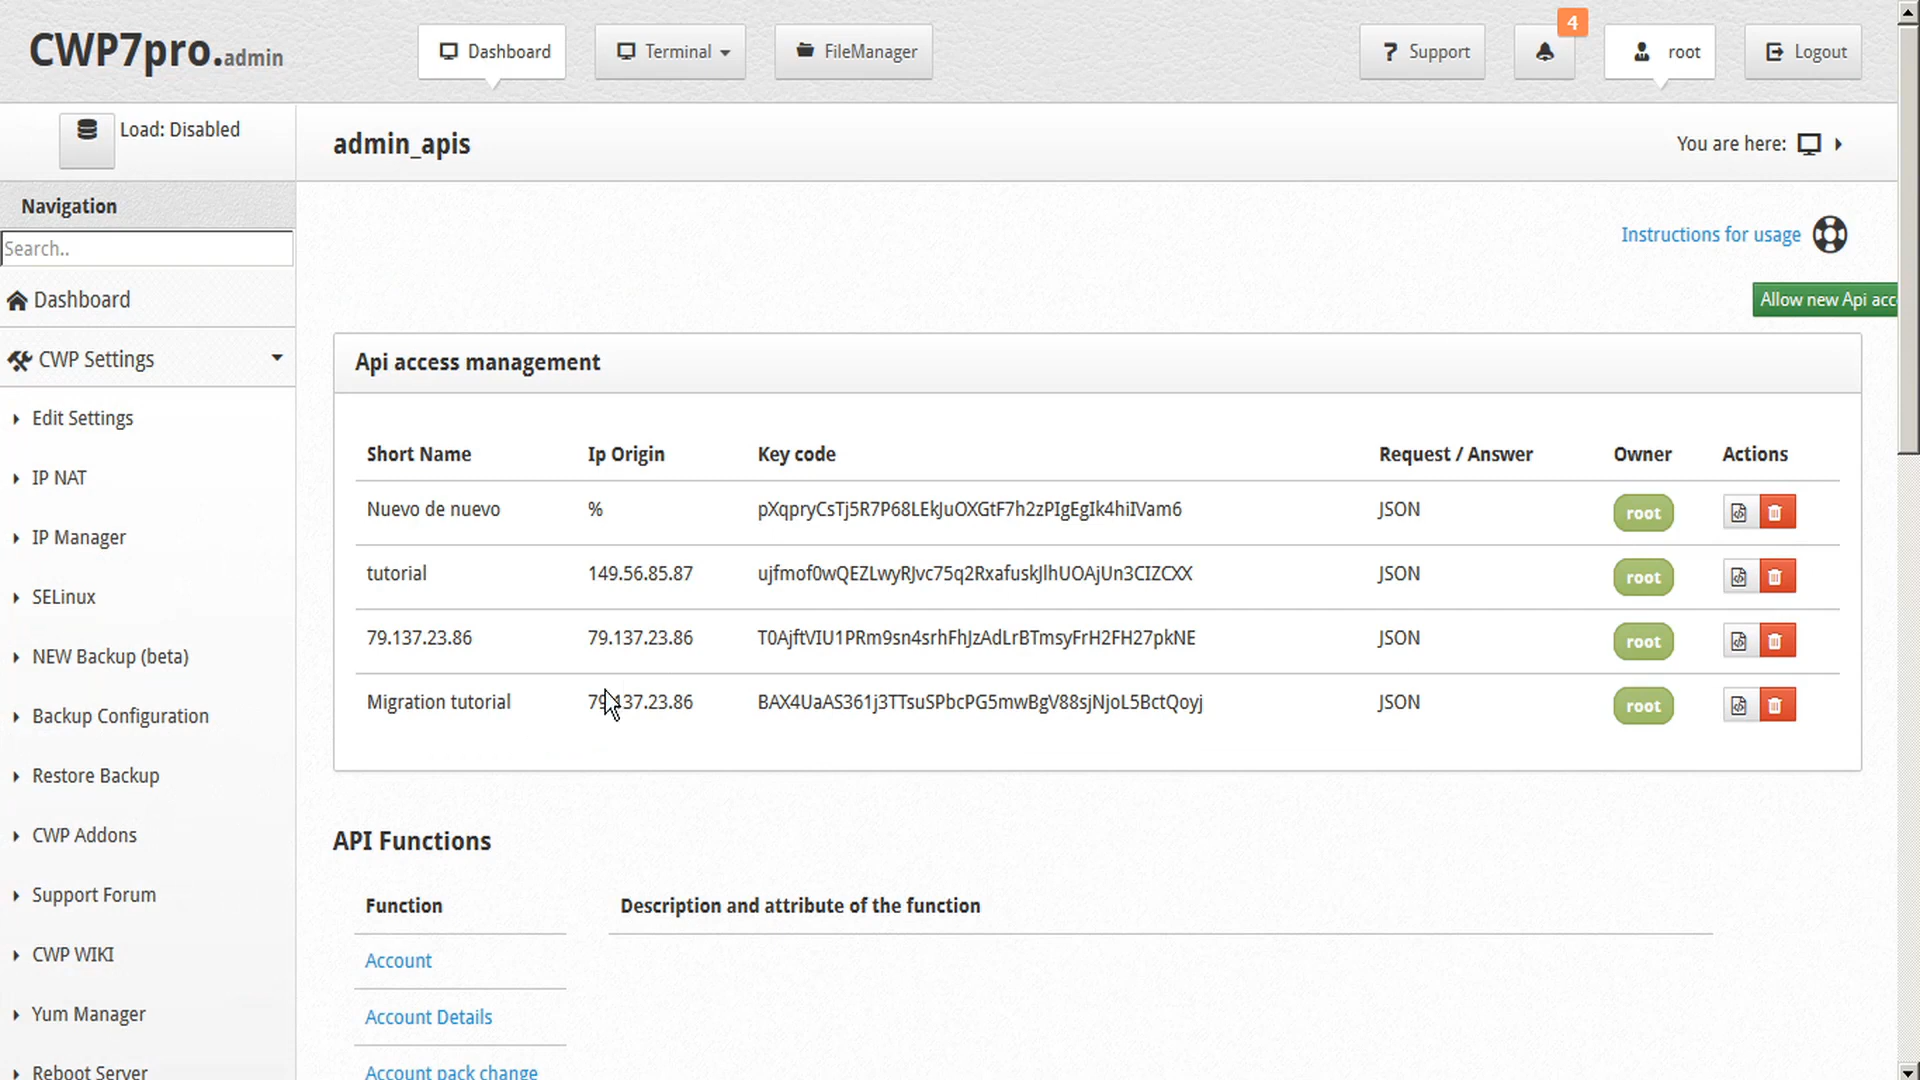 CWP7pro.admin
Dashboard
Terminal
FileManager
? Support
4
root
Logout
Load: Disabled
admin_apis
You are here:
Navigation
Search..
Instructions for usage
Dashboard
Allow new Api acc
CWP Settings
Edit Settings
IP NAT
IP Manager
SELinux
NEW Backup (beta)
Backup Configuration
Restore Backup
CWP Addons
Support Forum
CWP WIKI
Yum Manager
Reboot Server
Api access management
Short Name Ip Origin Key code Request / Answer Owner Actions
Nuevo de nuevo % pXqpryCsTj5R7P68LEkJuOXGtF7h2zPIgEgIk4hiIVam6 JSON root
tutorial 149.56.85.87 ujfmof0wQEZLwyRJvc75q2RxafuskJlhUOAjUn3CIZCXX JSON root
79.137.23.86 79.137.23.86 T0AjftVIU1PRm9sn4srhFhJzAdLrBTmsyFrH2FH27pkNE JSON root
Migration tutorial 79.137.23.86 BAX4UaAS361j3TTsuSPbcPG5mwBgV88sjNjoL5BctQoyj JSON root
API Functions
Function Description and attribute of the function
Account
Account Details
Account pack change